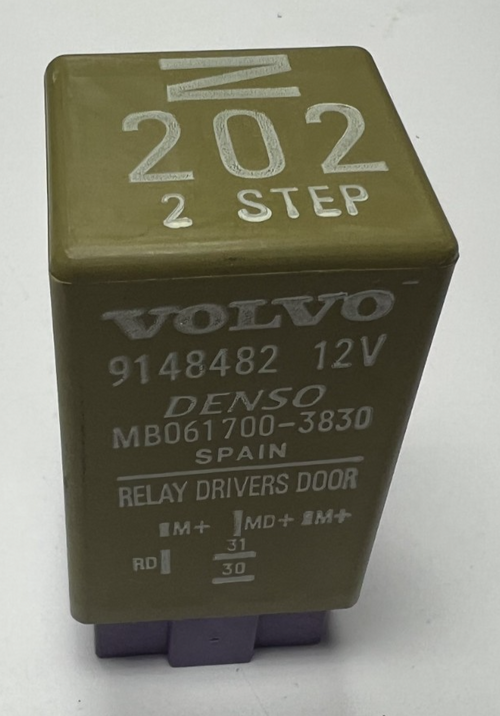 202
2 STEP
VOLVO
9148482 12V
DENSO
MB061700-3830
SPAIN
RELAY DRIVERS DOOR
M+ MD+ M+
31
RD
30